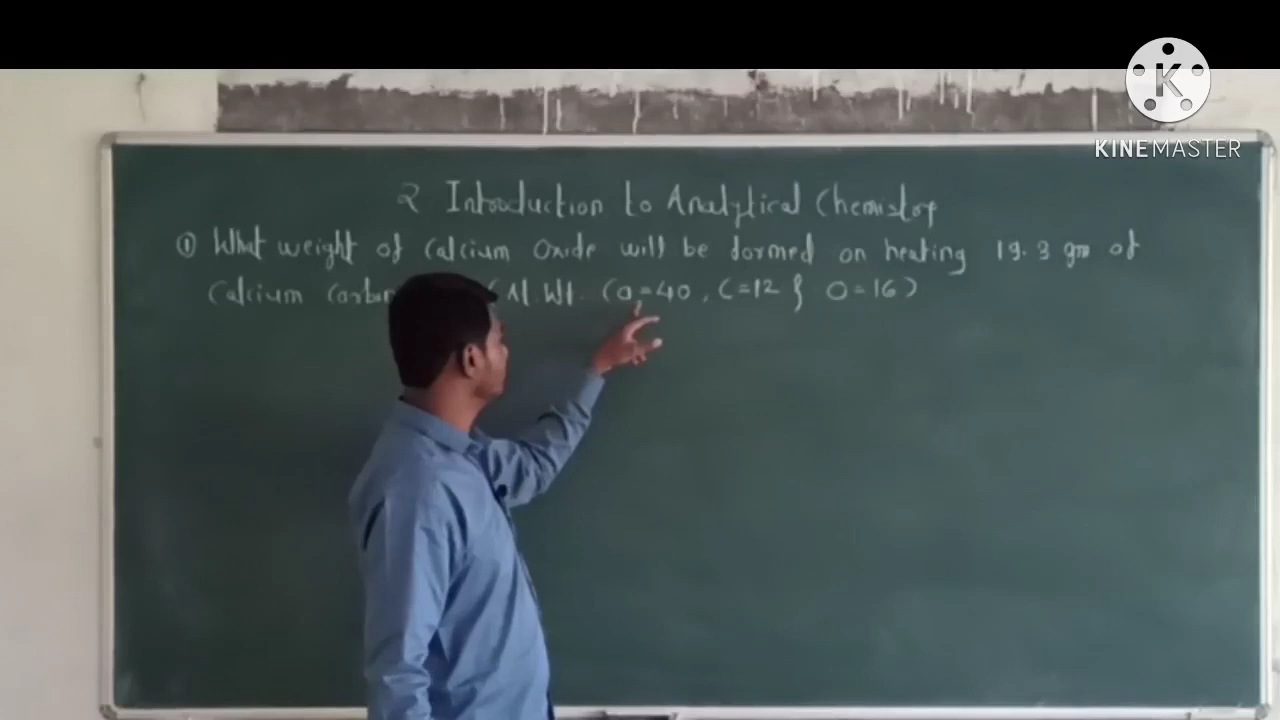 KINEMASTER
2 Introduction to Analytical Chemistry
① What weight of Calcium Oxide will be formed on heating 19.3 gm of
Calcium Carbon (At. Wt. Ca=40, C=12 & O=16)